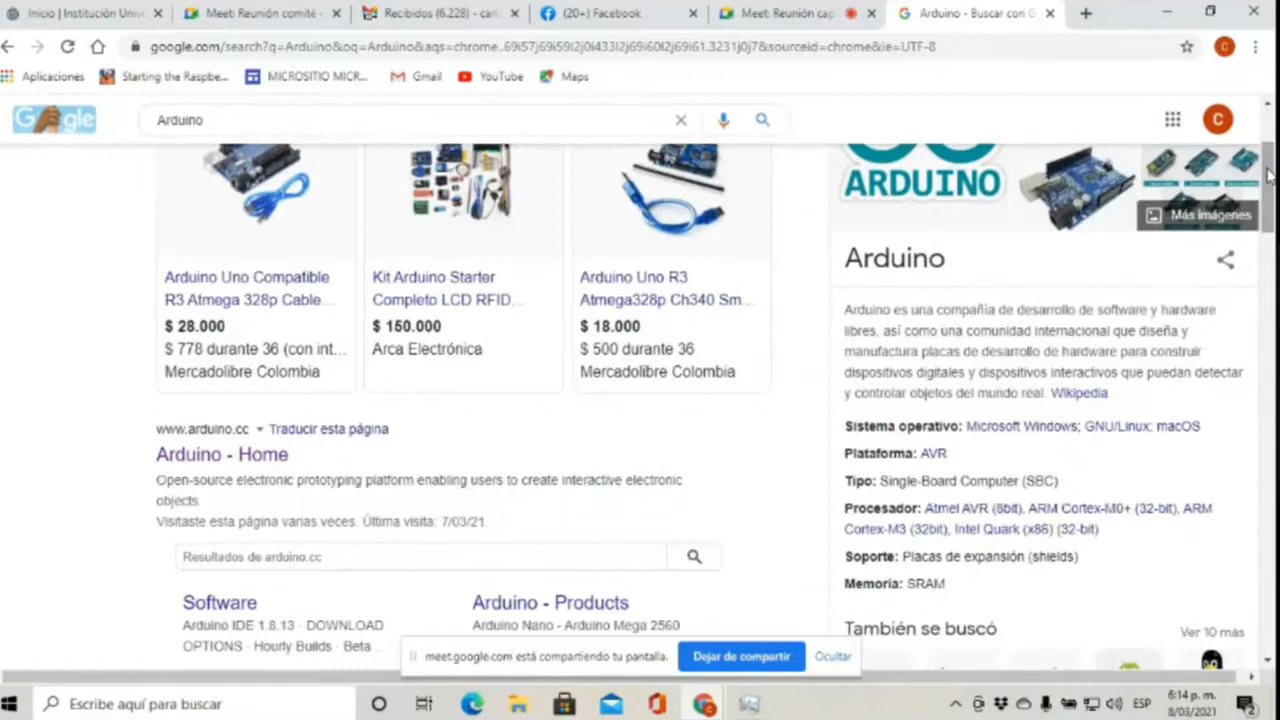 Inicio | Institución Unive
Meet: Reunión comité
Recibidos (6.228) - car
(20+) Facebook
Meet: Reunión cap
Arduino - Buscar con G
google.com/search?q=Arduino&oq=Arduino&aqs=chrome..69i57j69i59l2j0i433l2j69i60l2j69i61.3231j0j7&sourceid=chrome&ie=UTF-8
Aplicaciones
Starting the Raspbe...
MICROSITIO MICR...
Gmail
YouTube
Maps
Google
Arduino
C
ARDUINO
Más imágenes
Arduino Uno Compatible
R3 Atmega 328p Cable...
$ 28.000
$ 778 durante 36 (con int...
Mercadolibre Colombia
Kit Arduino Starter
Completo LCD RFID...
$ 150.000
Arca Electrónica
Arduino Uno R3
Atmega328p Ch340 Sm...
$ 18.000
$ 500 durante 36
Mercadolibre Colombia
www.arduino.cc
Traducir esta página
Arduino - Home
Open-source electronic prototyping platform enabling users to create interactive electronic
objects.
Visitaste esta página varias veces. Última visita: 7/03/21.
Resultados de arduino.cc
Software
Arduino IDE 1.8.13 · DOWNLOAD
OPTIONS · Hourly Builds · Beta ...
Arduino - Products
Arduino Nano - Arduino Mega 2560
Arduino
Arduino es una compañía de desarrollo de software y hardware
libres, así como una comunidad internacional que diseña y
manufactura placas de desarrollo de hardware para construir
dispositivos digitales y dispositivos interactivos que puedan detectar
y controlar objetos del mundo real. Wikipedia
Sistema operativo: Microsoft Windows; GNU/Linux; macOS
Plataforma: AVR
Tipo: Single-Board Computer (SBC)
Procesador: Atmel AVR (8bit), ARM Cortex-M0+ (32-bit), ARM
Cortex-M3 (32bit), Intel Quark (x86) (32-bit)
Soporte: Placas de expansión (shields)
Memoria: SRAM
También se buscó
Ver 10 más
meet.google.com está compartiendo tu pantalla.
Dejar de compartir
Ocultar
Escribe aquí para buscar
ESP
6:14 p. m.
8/03/2021
2